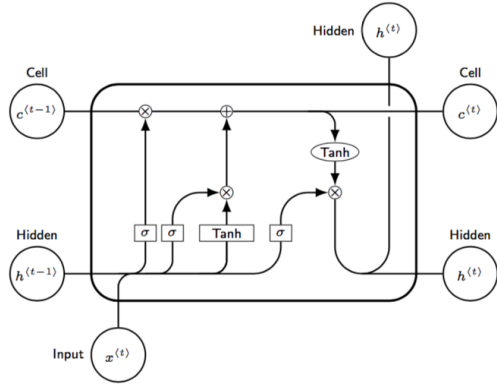 Hidden
h⟨t⟩
Cell
Cell
c⟨t−1⟩
×
+
c⟨t⟩
Tanh
×
×
σ
σ
Tanh
σ
Hidden
Hidden
h⟨t−1⟩
h⟨t⟩
Input
x⟨t⟩